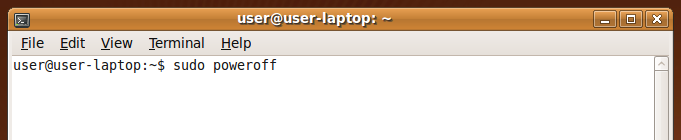 user@user-laptop: ~
File Edit View Terminal Help
user@user-laptop:~$ sudo poweroff